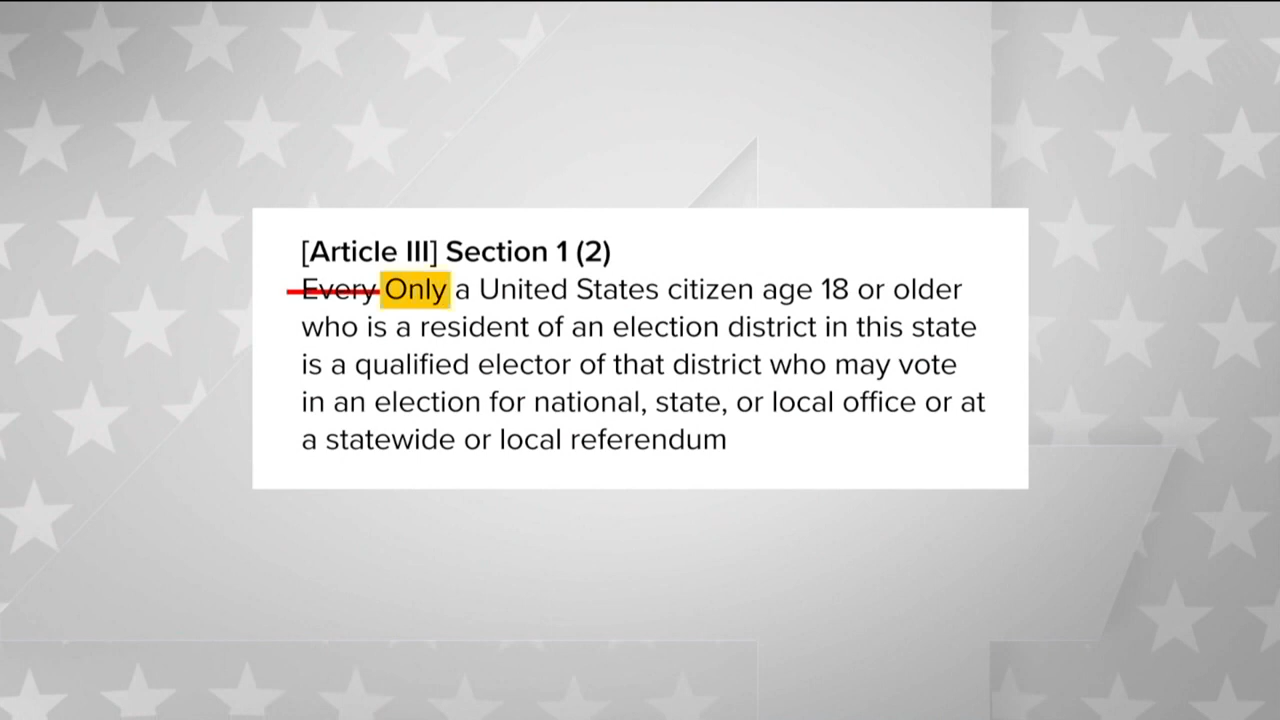 [Article III] Section 1 (2)
Every Only a United States citizen age 18 or older
who is a resident of an election district in this state
is a qualified elector of that district who may vote
in an election for national, state, or local office or at
a statewide or local referendum